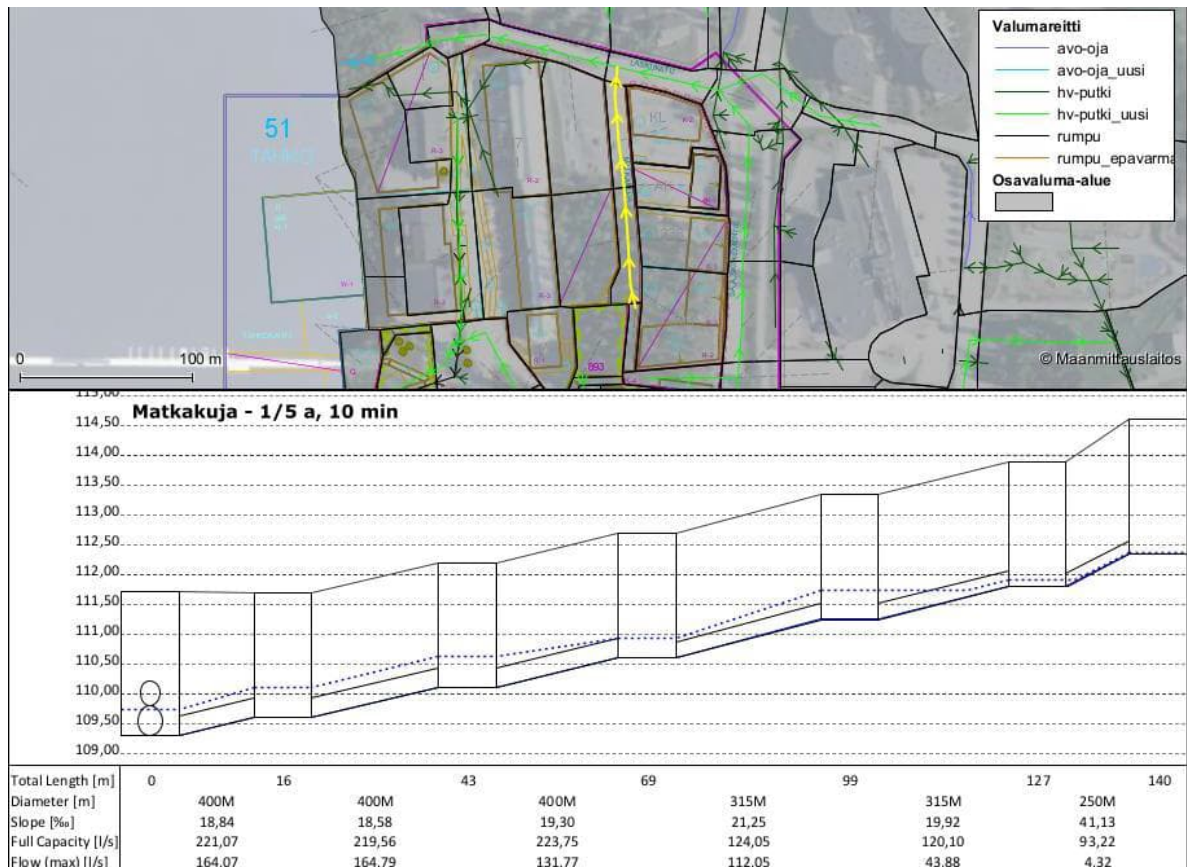 Valumareitti
avo-oja
avo-oja_uusi
hv-putki
hv-putki_uusi
rumpu
rumpu_epavarma
Osavaluma-alue
51
893
0 100 m
© Maanmittauslaitos
Matkakuja - 1/5 a, 10 min
115,00
114,50
114,00
113,50
113,00
112,50
112,00
111,50
111,00
110,50
110,00
109,50
109,00
Total Length [m] 0 16 43 69 99 127 140
Diameter [m] 400M 400M 400M 315M 315M 250M
Slope [‰] 18,84 18,58 19,30 21,25 19,92 41,13
Full Capacity [l/s] 221,07 219,56 223,75 124,05 120,10 93,22
Flow (max) [l/s] 164,07 164,79 131,77 112,05 43,88 4,32